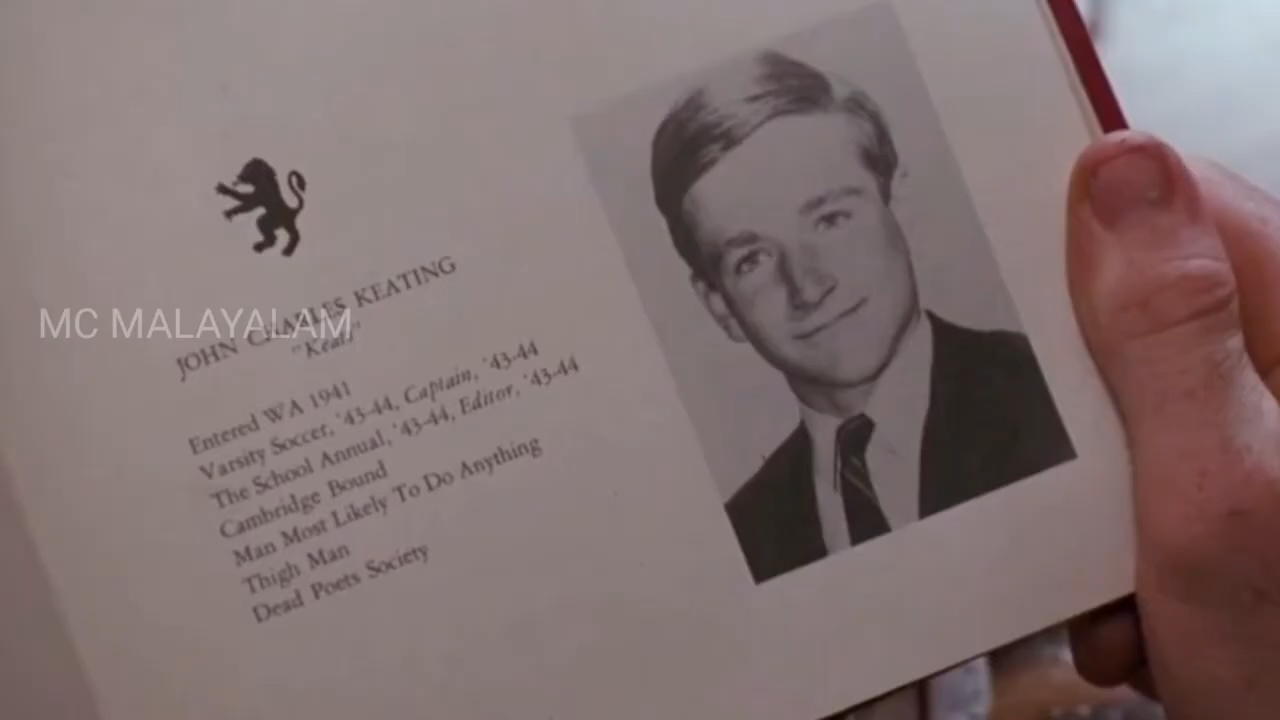 JOHN CHARLES KEATING
"Keats"
MC MALAYALAM
Entered WA 1941
Varsity Soccer, '43-44, Captain, '43-44
The School Annual, '43-44, Editor, '43-44
Cambridge Bound
Man Most Likely To Do Anything
Thigh Man
Dead Poets Society